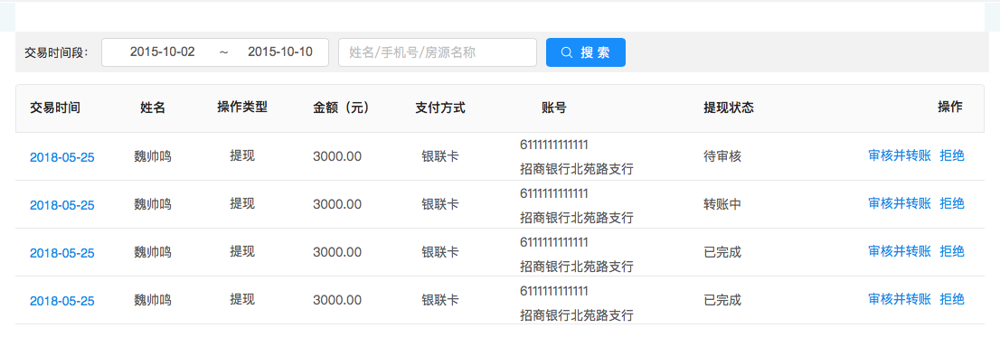 交易时间段: 2015-10-02 ~ 2015-10-10 姓名/手机号/房源名称 搜 索
交易时间 姓名 操作类型 金额（元） 支付方式 账号 提现状态 操作
2018-05-25 魏帅鸣 提现 3000.00 银联卡 6111111111111 待审核 审核并转账 拒绝
招商银行北苑路支行
2018-05-25 魏帅鸣 提现 3000.00 银联卡 6111111111111 转账中 审核并转账 拒绝
招商银行北苑路支行
2018-05-25 魏帅鸣 提现 3000.00 银联卡 6111111111111 已完成 审核并转账 拒绝
招商银行北苑路支行
2018-05-25 魏帅鸣 提现 3000.00 银联卡 6111111111111 已完成 审核并转账 拒绝
招商银行北苑路支行